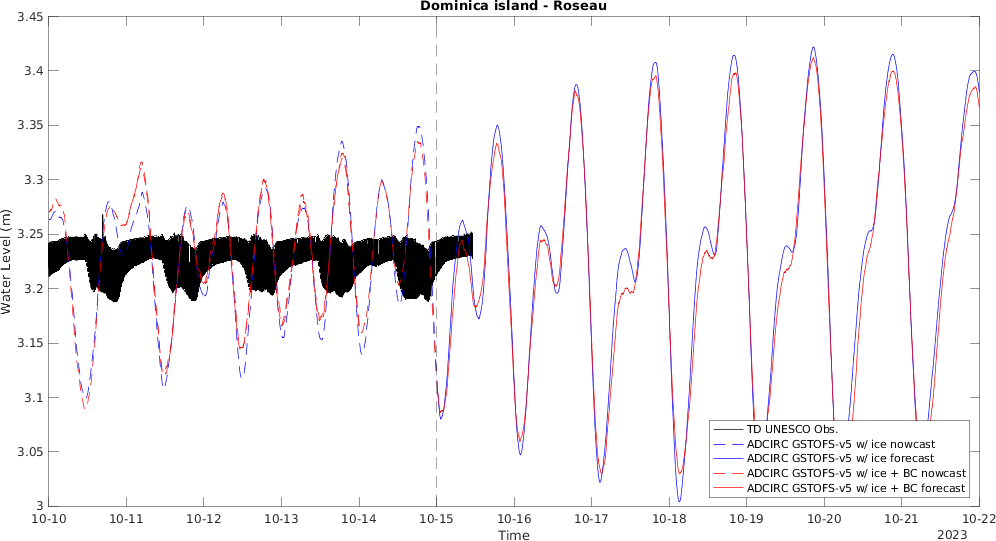 Dominica island - Roseau
3.45
3.4
3.35
3.3
3.25
3.2
3.15
3.1
3.05
3
Water Level (m)
TD UNESCO Obs.
ADCIRC GSTOFS-v5 w/ ice nowcast
ADCIRC GSTOFS-v5 w/ ice forecast
ADCIRC GSTOFS-v5 w/ ice + BC nowcast
ADCIRC GSTOFS-v5 w/ ice + BC forecast
10-10 10-11 10-12 10-13 10-14 10-15 10-16 10-17 10-18 10-19 10-20 10-21 10-22
Time
2023